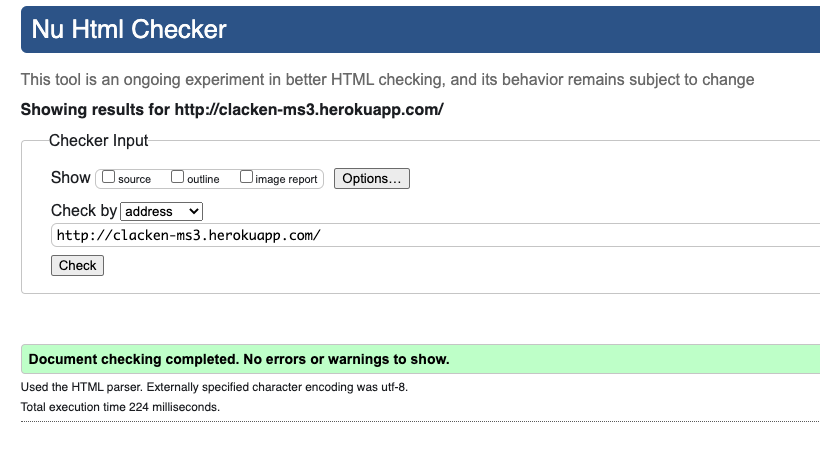 Nu Html Checker
This tool is an ongoing experiment in better HTML checking, and its behavior remains subject to change
Showing results for http://clacken-ms3.herokuapp.com/
Checker Input
Show source outline image report Options...
Check by address
http://clacken-ms3.herokuapp.com/
Check
Document checking completed. No errors or warnings to show.
Used the HTML parser. Externally specified character encoding was utf-8.
Total execution time 224 milliseconds.